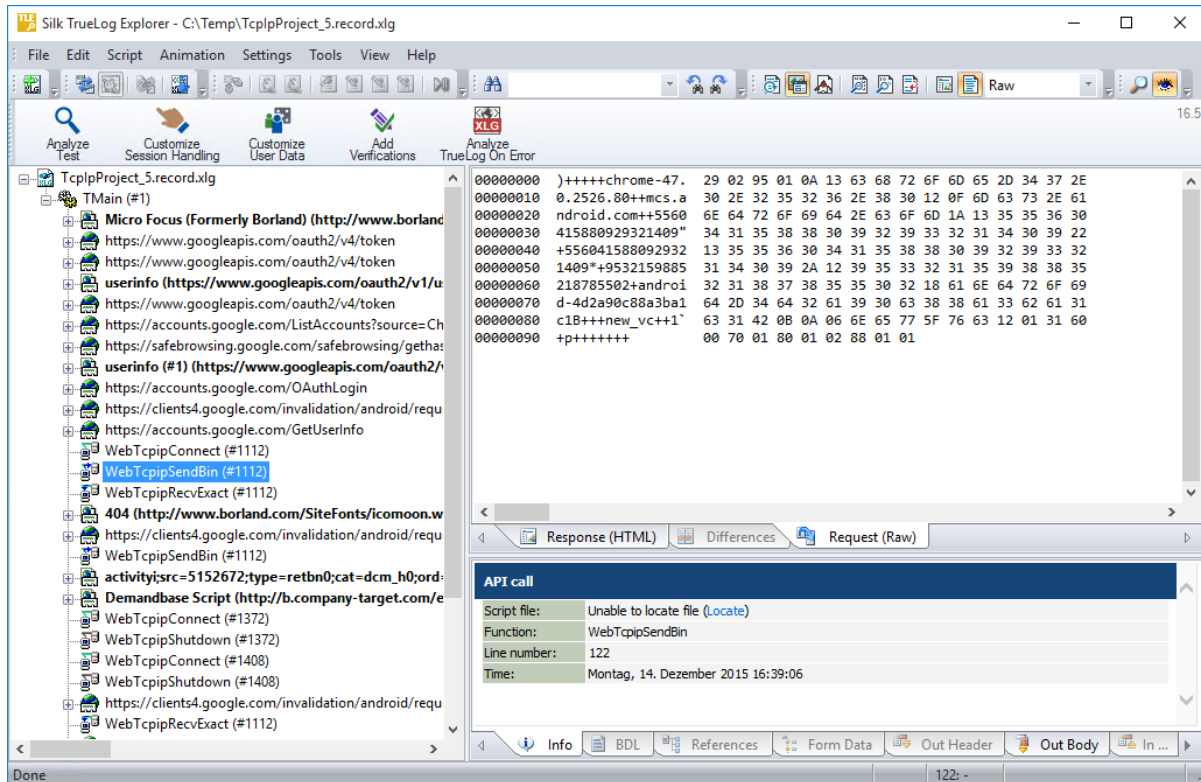 Silk TrueLog Explorer - C:\Temp\TcpIpProject_5.record.xlg
File Edit Script Animation Settings Tools View Help
Raw
16.5
Analyze Test
Customize Session Handling
Customize User Data
Add Verifications
XLG
Analyze TrueLog On Error
TcpIpProject_5.record.xlg
TMain (#1)
Micro Focus (Formerly Borland) (http://www.borland
https://www.googleapis.com/oauth2/v4/token
https://www.googleapis.com/oauth2/v4/token
userinfo (https://www.googleapis.com/oauth2/v1/u
https://www.googleapis.com/oauth2/v4/token
https://accounts.google.com/ListAccounts?source=Ch
https://safebrowsing.google.com/safebrowsing/gethas
userinfo (#1) (https://www.googleapis.com/oauth2/
https://accounts.google.com/OAuthLogin
https://clients4.google.com/invalidation/android/requ
https://accounts.google.com/GetUserInfo
WebTcpipConnect (#1112)
WebTcpipSendBin (#1112)
WebTcpipRecvExact (#1112)
404 (http://www.borland.com/SiteFonts/icomoon.w
https://clients4.google.com/invalidation/android/requ
WebTcpipSendBin (#1112)
activityi;src=5152672;type=retbn0;cat=dcm_h0;ord=
Demandbase Script (http://b.company-target.com/e
WebTcpipConnect (#1372)
WebTcpipShutdown (#1372)
WebTcpipConnect (#1408)
WebTcpipShutdown (#1408)
https://clients4.google.com/invalidation/android/requ
WebTcpipRecvExact (#1112)
00000000 )+++++chrome-47. 29 02 95 01 0A 13 63 68 72 6F 6D 65 2D 34 37 2E
00000010 0.2526.80++mcs.a 30 2E 32 35 32 36 2E 38 30 12 0F 6D 63 73 2E 61
00000020 ndroid.com++5560 6E 64 72 6F 69 64 2E 63 6F 6D 1A 13 35 35 36 30
00000030 415880929321409" 34 31 35 38 38 30 39 32 39 33 32 31 34 30 39 22
00000040 +556041588092932 13 35 35 36 30 34 31 35 38 38 30 39 32 39 33 32
00000050 1409*+9532159885 31 34 30 39 2A 12 39 35 33 32 31 35 39 38 38 35
00000060 218785502+androi 32 31 38 37 38 35 35 30 32 18 61 6E 64 72 6F 69
00000070 d-4d2a90c88a3ba1 64 2D 34 64 32 61 39 30 63 38 38 61 33 62 61 31
00000080 c1B+++new_vc++1` 63 31 42 0B 0A 06 6E 65 77 5F 76 63 12 01 31 60
00000090 +p+++++++ 00 70 01 80 01 02 88 01 01
Response (HTML) Differences Request (Raw)
API call
Script file: Unable to locate file (Locate)
Function: WebTcpipSendBin
Line number: 122
Time: Montag, 14. Dezember 2015 16:39:06
Info BDL References Form Data Out Header Out Body In ...
Done 122: -